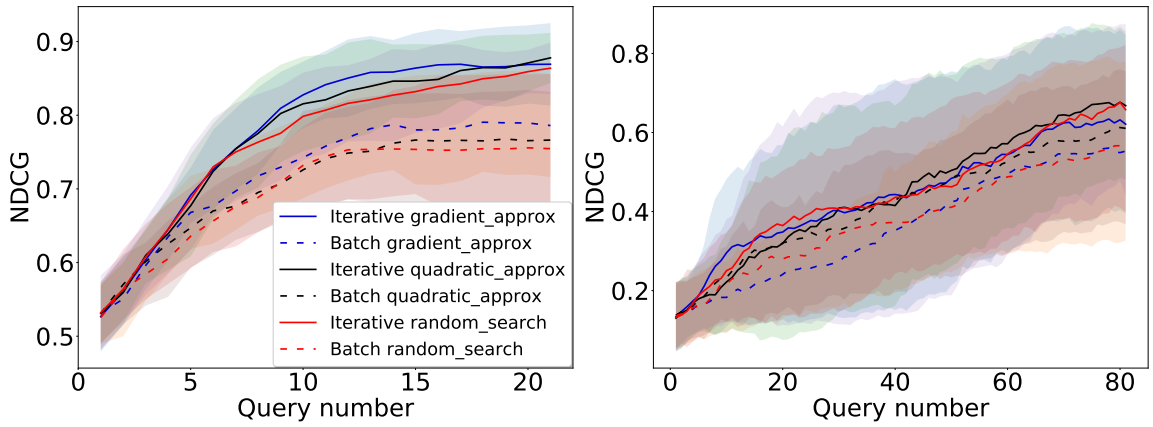 NDCG
0.9
0.8
0.7
0.6
0.5
0
5
10
15
20
Query number
Iterative gradient_approx
Batch gradient_approx
Iterative quadratic_approx
Batch quadratic_approx
Iterative random_search
Batch random_search
NDCG
0.8
0.6
0.4
0.2
0
20
40
60
80
Query number